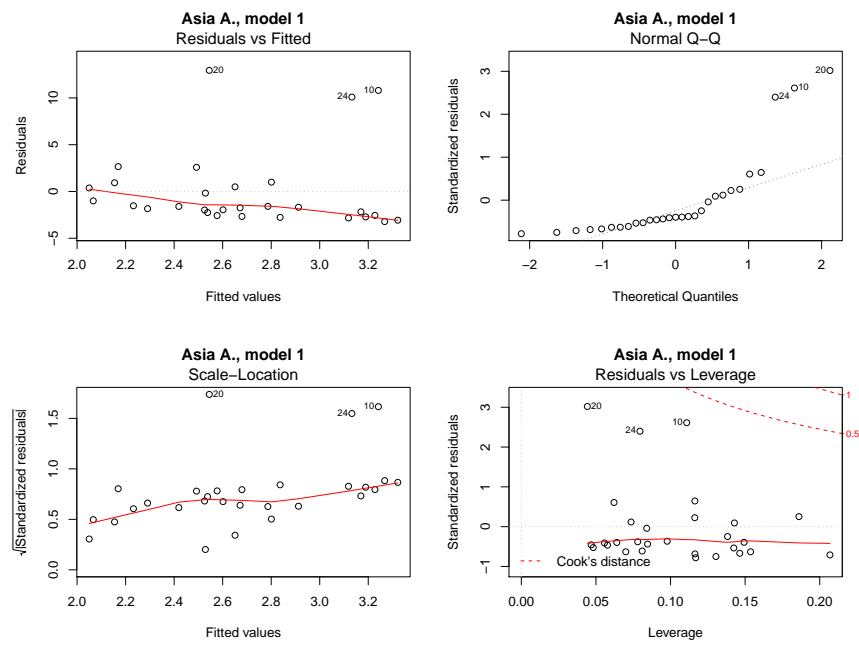 Asia A., model 1
Residuals vs Fitted
Residuals
−5
0
5
10
20
24
10
2.0 2.2 2.4 2.6 2.8 3.0 3.2
Fitted values
Asia A., model 1
Normal Q−Q
Standardized residuals
0
1
2
3
20
10
24
−2 −1 0 1 2
Theoretical Quantiles
Asia A., model 1
Scale−Location
√|Standardized residuals|
0.0
0.5
1.0
1.5
20
10
24
2.0 2.2 2.4 2.6 2.8 3.0 3.2
Fitted values
Asia A., model 1
Residuals vs Leverage
Standardized residuals
−1
0
1
2
3
20
10
24
1
0.5
Cook's distance
0.00 0.05 0.10 0.15 0.20
Leverage